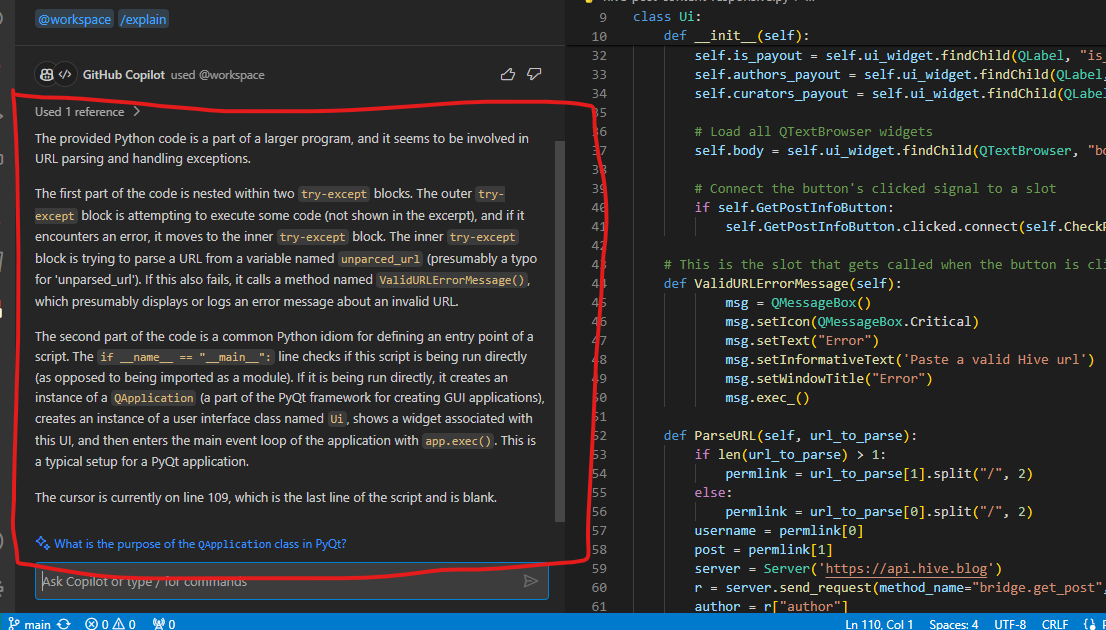 @workspace /explain
GitHub Copilot used @workspace
Used 1 reference
The provided Python code is a part of a larger program, and it seems to be involved in
URL parsing and handling exceptions.
The first part of the code is nested within two try-except blocks. The outer try-
except block is attempting to execute some code (not shown in the excerpt), and if it
encounters an error, it moves to the inner try-except block. The inner try-except
block is trying to parse a URL from a variable named unparced_url (presumably a typo
for 'unparsed_url'). If this also fails, it calls a method named ValidURLErrorMessage(),
which presumably displays or logs an error message about an invalid URL.
The second part of the code is a common Python idiom for defining an entry point of a
script. The if __name__ == "__main__": line checks if this script is being run directly
(as opposed to being imported as a module). If it is being run directly, it creates an
instance of a QApplication (a part of the PyQt framework for creating GUI applications),
creates an instance of a user interface class named Ui, shows a widget associated with
this UI, and then enters the main event loop of the application with app.exec(). This is
a typical setup for a PyQt application.
The cursor is currently on line 109, which is the last line of the script and is blank.
What is the purpose of the QApplication class in PyQt?
Ask Copilot or type / for commands
9 class Ui:
10 def __init__(self):
32 self.is_payout = self.ui_widget.findChild(QLabel, "is_
33 self.authors_payout = self.ui_widget.findChild(QLabel,
34 self.curators_payout = self.ui_widget.findChild(QLabel
35
36 # Load all QTextBrowser widgets
37 self.body = self.ui_widget.findChild(QTextBrowser, "bo
38
39 # Connect the button's clicked signal to a slot
40 if self.GetPostInfoButton:
41 self.GetPostInfoButton.clicked.connect(self.CheckP
42
43 # This is the slot that gets called when the button is cli
44 def ValidURLErrorMessage(self):
45 msg = QMessageBox()
46 msg.setIcon(QMessageBox.Critical)
47 msg.setText("Error")
48 msg.setInformativeText('Paste a valid Hive url')
49 msg.setWindowTitle("Error")
50 msg.exec_()
51
52 def ParseURL(self, url_to_parse):
53 if len(url_to_parse) > 1:
54 permlink = url_to_parse[1].split("/", 2)
55 else:
56 permlink = url_to_parse[0].split("/", 2)
57 username = permlink[0]
58 post = permlink[1]
59 server = Server('https://api.hive.blog')
60 r = server.send_request(method_name="bridge.get_post",
61 author = r["author"]
main 0 0 0 Ln 110, Col 1 Spaces: 4 UTF-8 CRLF